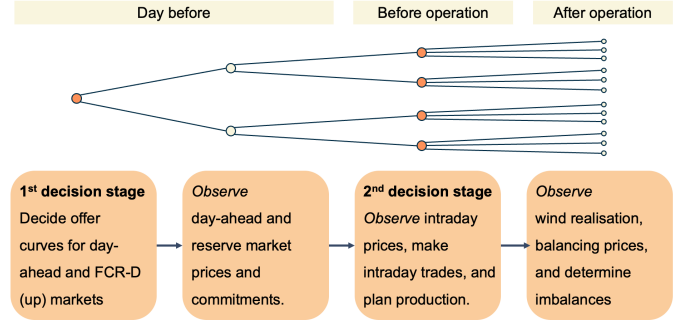 Day before
Before operation
After operation
1st decision stage
Decide offer
curves for day-
ahead and FCR-D
(up) markets
Observe
day-ahead and
reserve market
prices and
commitments.
2nd decision stage
Observe intraday
prices, make
intraday trades, and
plan production.
Observe
wind realisation,
balancing prices,
and determine
imbalances